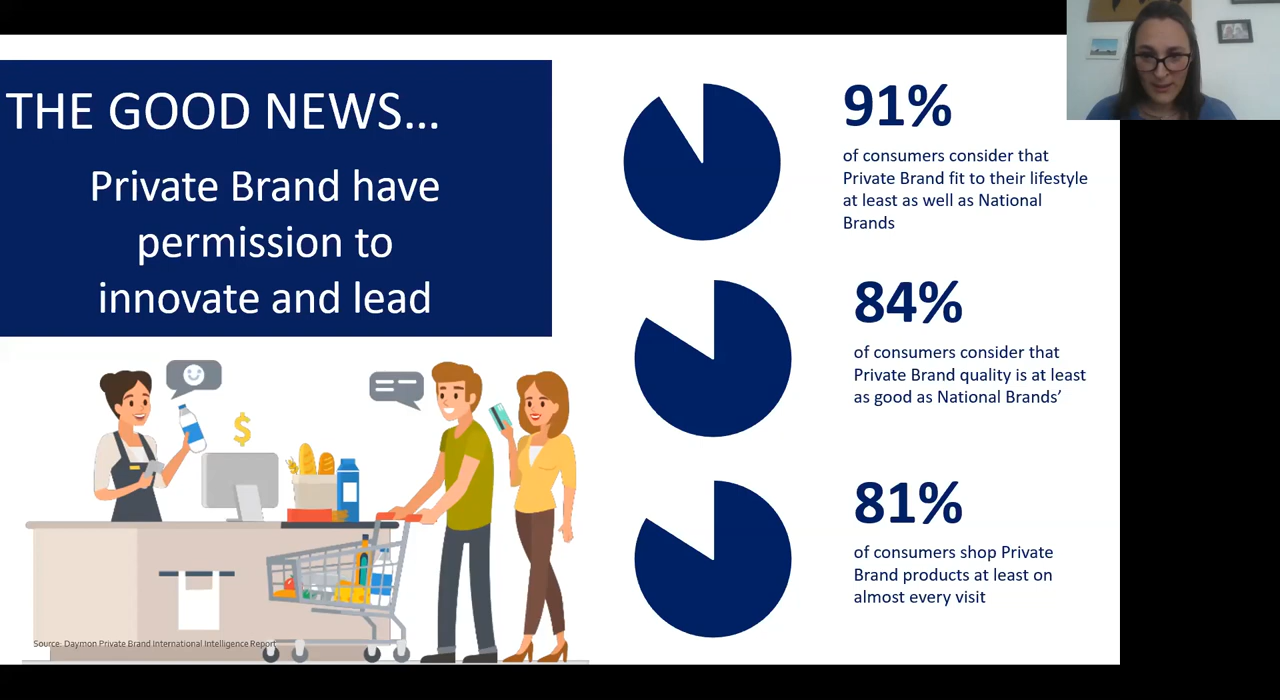 THE GOOD NEWS...
Private Brand have
permission to
innovate and lead
91%
of consumers consider that
Private Brand fit to their lifestyle
at least as well as National
Brands
84%
of consumers consider that
Private Brand quality is at least
as good as National Brands’
81%
of consumers shop Private
Brand products at least on
almost every visit
$
Source: Daymon Private Brand International Intelligence Report